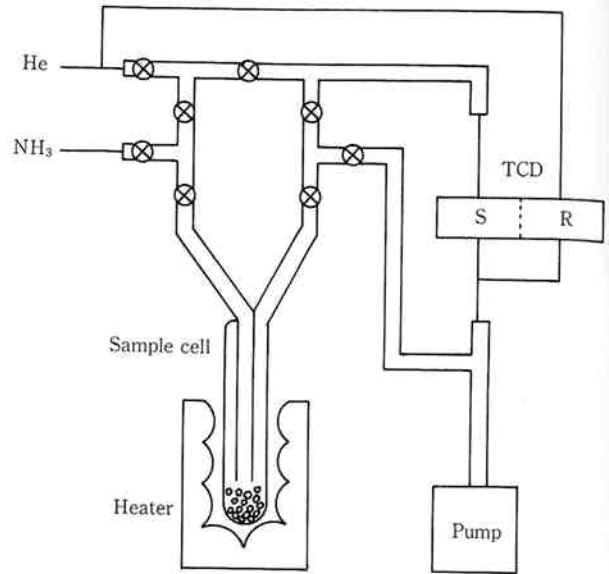 He
NH₃
TCD
S
R
Sample cell
Heater
Pump